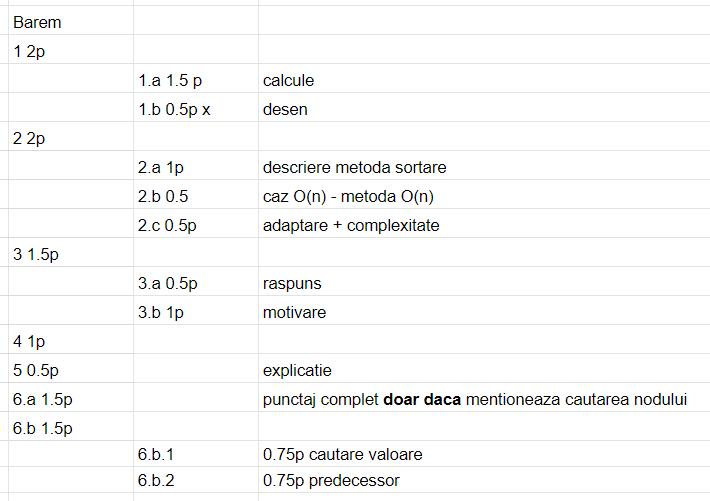 Barem
1 2p
1.a 1.5 p calcule
1.b 0.5p x desen
2 2p
2.a 1p descriere metoda sortare
2.b 0.5 caz O(n) - metoda O(n)
2.c 0.5p adaptare + complexitate
3 1.5p
3.a 0.5p raspuns
3.b 1p motivare
4 1p
5 0.5p explicatie
6.a 1.5p punctaj complet doar daca mentioneaza cautarea nodului
6.b 1.5p
6.b.1 0.75p cautare valoare
6.b.2 0.75p predecessor